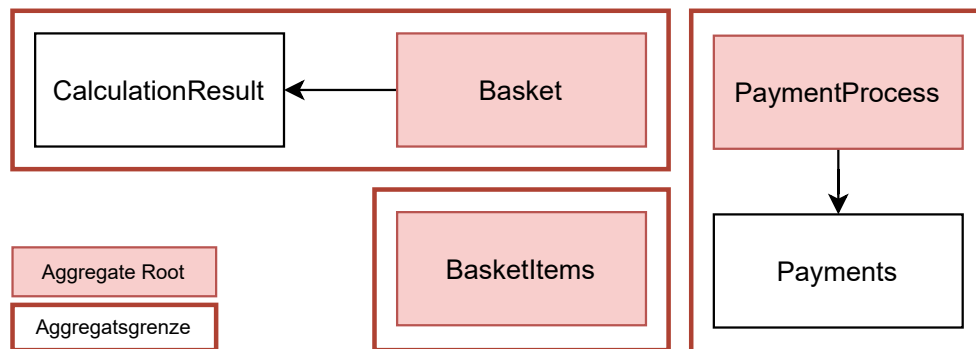 CalculationResult
Basket
PaymentProcess
BasketItems
Payments
Aggregate Root
Aggregatsgrenze